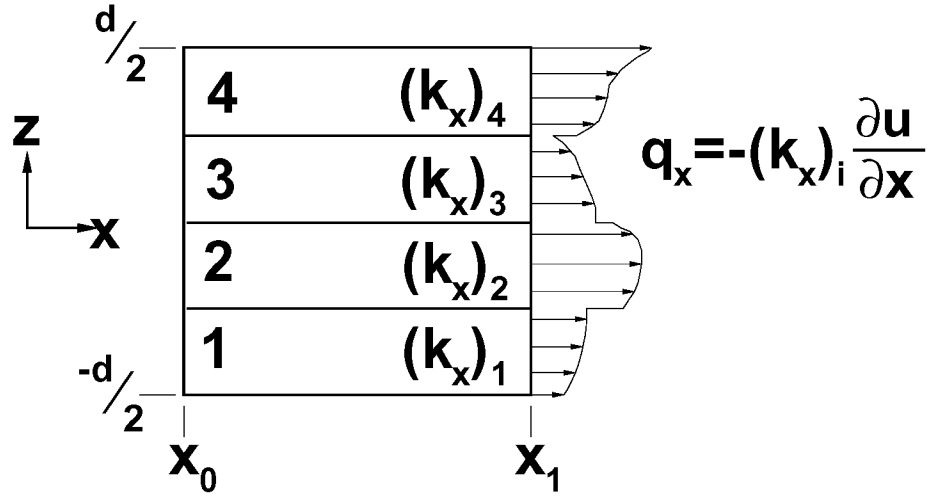 d/2
4 (kₓ)₄
z
3 (kₓ)₃
qₓ=-(kₓ)ᵢ ∂u/∂x
x
2 (kₓ)₂
1 (kₓ)₁
-d/2
x₀ x₁